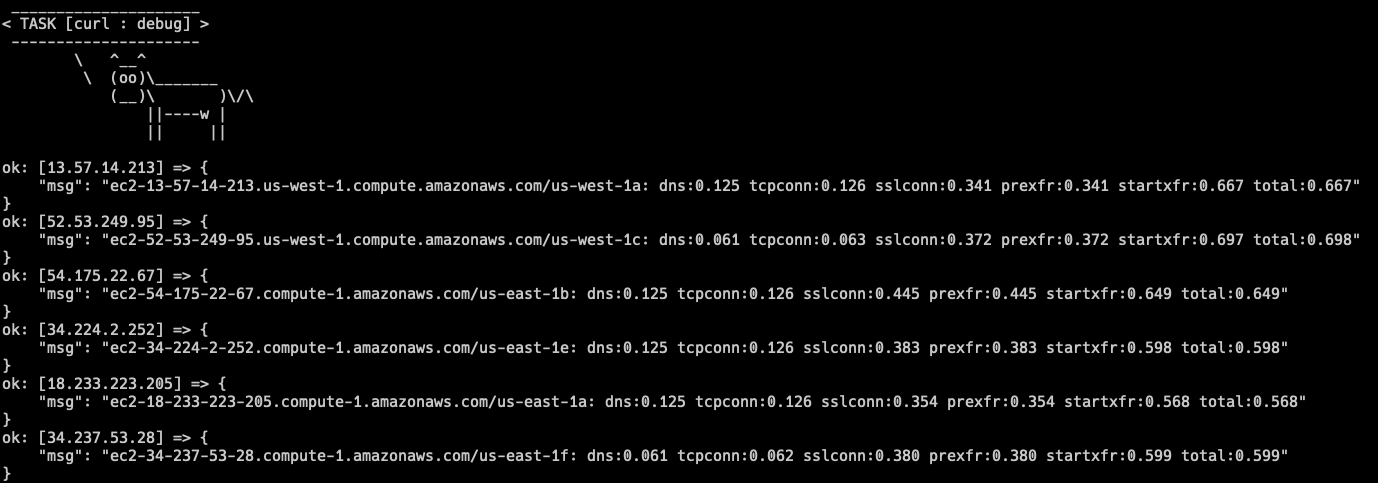 _____________________
< TASK [curl : debug] >
 ---------------------
        \   ^__^
         \  (oo)\_______
            (__)\       )\/\
                ||----w |
                ||     ||
ok: [13.57.14.213] => {
    "msg": "ec2-13-57-14-213.us-west-1.compute.amazonaws.com/us-west-1a: dns:0.125 tcpconn:0.126 sslconn:0.341 prexfr:0.341 startxfr:0.667 total:0.667"
}
ok: [52.53.249.95] => {
    "msg": "ec2-52-53-249-95.us-west-1.compute.amazonaws.com/us-west-1c: dns:0.061 tcpconn:0.063 sslconn:0.372 prexfr:0.372 startxfr:0.697 total:0.698"
}
ok: [54.175.22.67] => {
    "msg": "ec2-54-175-22-67.compute-1.amazonaws.com/us-east-1b: dns:0.125 tcpconn:0.126 sslconn:0.445 prexfr:0.445 startxfr:0.649 total:0.649"
}
ok: [34.224.2.252] => {
    "msg": "ec2-34-224-2-252.compute-1.amazonaws.com/us-east-1e: dns:0.125 tcpconn:0.126 sslconn:0.383 prexfr:0.383 startxfr:0.598 total:0.598"
}
ok: [18.233.223.205] => {
    "msg": "ec2-18-233-223-205.compute-1.amazonaws.com/us-east-1a: dns:0.125 tcpconn:0.126 sslconn:0.354 prexfr:0.354 startxfr:0.568 total:0.568"
}
ok: [34.237.53.28] => {
    "msg": "ec2-34-237-53-28.compute-1.amazonaws.com/us-east-1f: dns:0.061 tcpconn:0.062 sslconn:0.380 prexfr:0.380 startxfr:0.599 total:0.599"
}